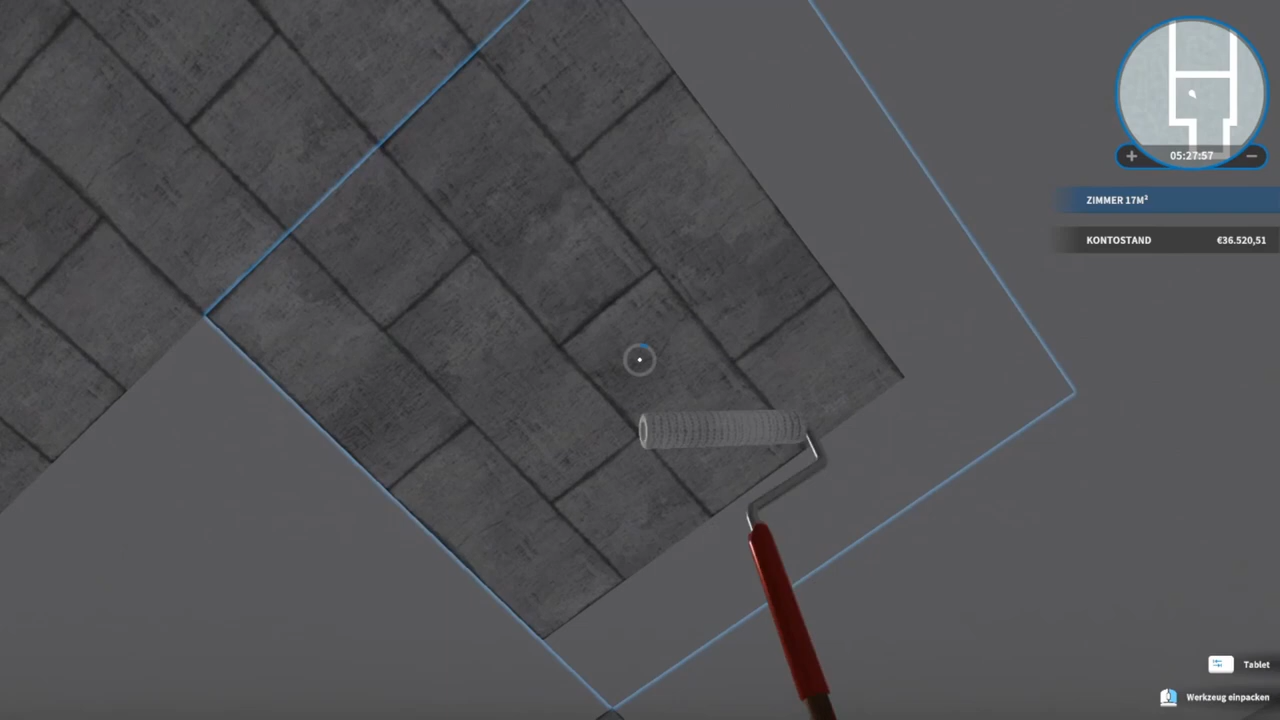 05:27:57
ZIMMER 17M²
KONTOSTAND €36.520,51
Tablet
Werkzeug einpacken